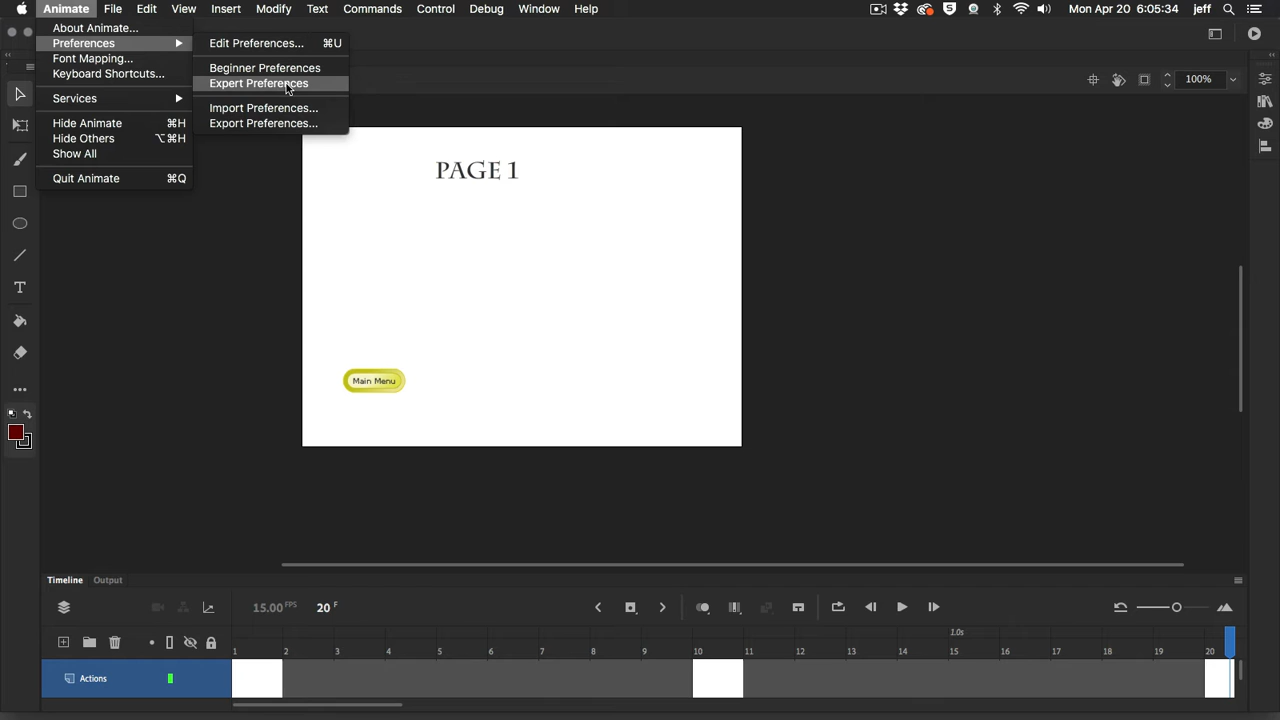 Animate File Edit View Insert Modify Text Commands Control Debug Window Help Mon Apr 20 6:05:34 jeff
About Animate...
Preferences
Font Mapping...
Keyboard Shortcuts...
Services
Hide Animate ⌘H
Hide Others ⌥⌘H
Show All
Quit Animate ⌘Q
Edit Preferences... ⌘U
Beginner Preferences
Expert Preferences
Import Preferences...
Export Preferences...
100%
PAGE 1
Main Menu
Timeline Output
15.00 FPS 20 F
1.0s
1 2 3 4 5 6 7 8 9 10 11 12 13 14 15 16 17 18 19 20
Actions